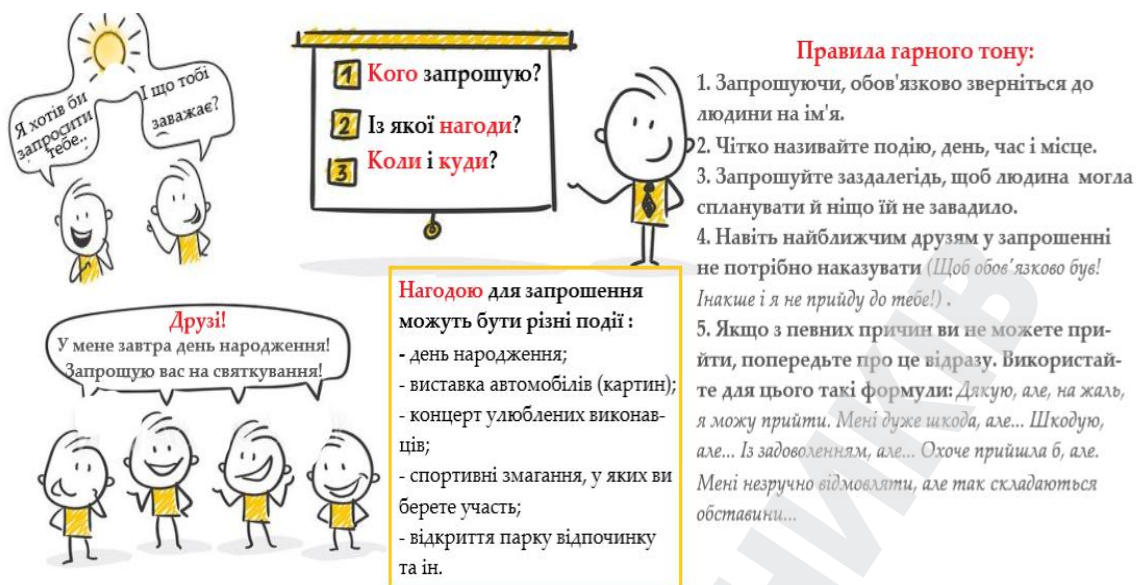 Я хотів би
запросити
тебе..
І що тобі
заважає?
1 Кого запрошую?
2 Із якої нагоди?
3 Коли і куди?
Друзі!
У мене завтра день народження!
Запрошую вас на святкування!
Нагодою для запрошення
можуть бути різні події :
- день народження;
- виставка автомобілів (картин);
- концерт улюблених виконав-
ців;
- спортивні змагання, у яких ви
берете участь;
- відкриття парку відпочинку
та ін.
Правила гарного тону:
1. Запрошуючи, обов'язково зверніться до
людини на ім'я.
2. Чітко називайте подію, день, час і місце.
3. Запрошуйте заздалегідь, щоб людина могла
спланувати й ніщо їй не завадило.
4. Навіть найближчим друзям у запрошенні
не потрібно наказувати (Щоб обов'язково був!
Інакше і я не прийду до тебе!) .
5. Якщо з певних причин ви не можете при-
йти, попередьте про це відразу. Використай-
те для цього такі формули: Дякую, але, на жаль,
я можу прийти. Мені дуже шкода, але... Шкодую,
але... Із задоволенням, але... Охоче прийшла б, але.
Мені незручно відмовляти, але так складаються
обставини...
НИКІВ